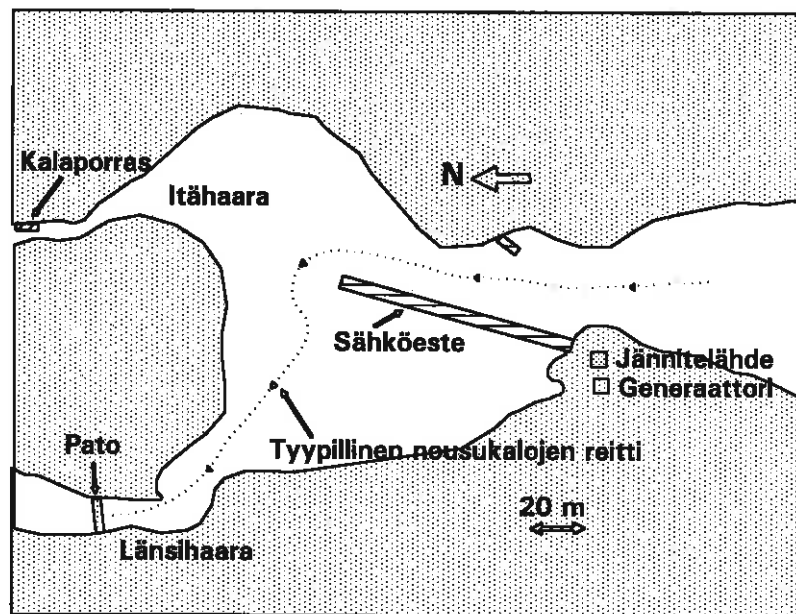 Kalaporras
Itähaara
N
Sähköeste
Jännitelähde
Generaattori
Tyypillinen nousukalojen reitti
Pato
20 m
Länsihaara